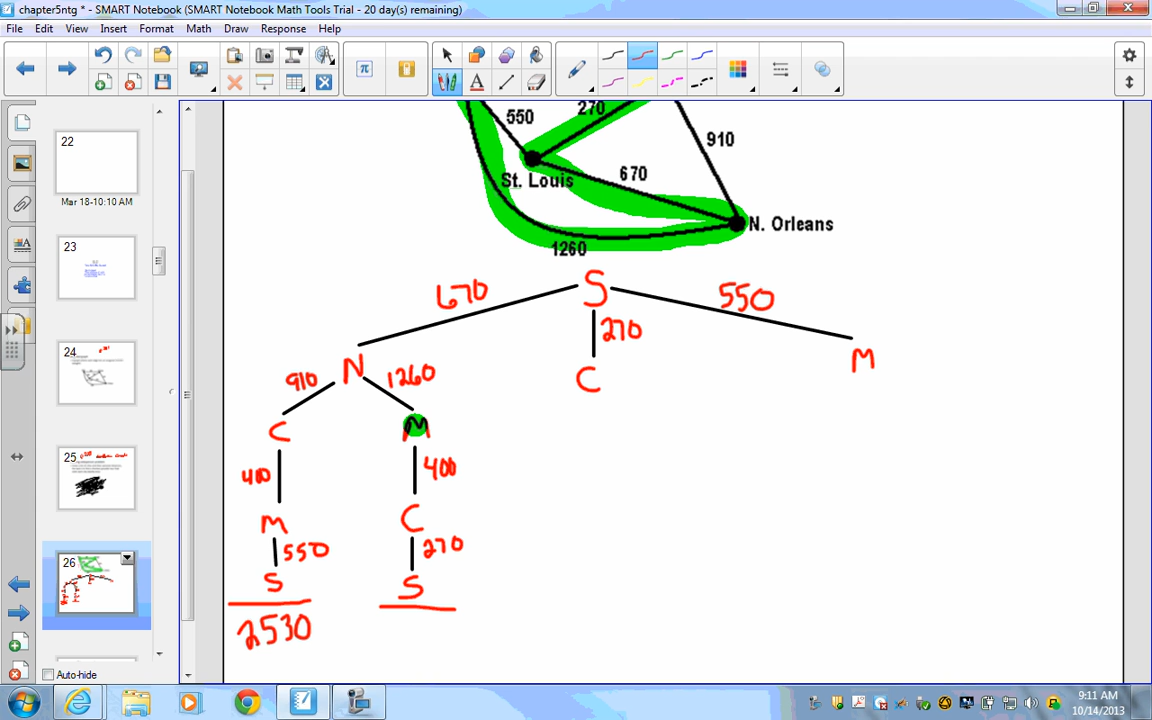 chapter5ntg * - SMART Notebook (SMART Notebook Math Tools Trial - 20 day(s) remaining)
File Edit View Insert Format Math Draw Response Help
22
Mar 18-10:10 AM
23
24
25
26
Auto-hide
550
270
910
St. Louis
670
N. Orleans
1260
S
670
550
270
N
C
M
910
1260
C
M
400
400
M
C
550
270
S
S
2530
9:11 AM
10/14/2013